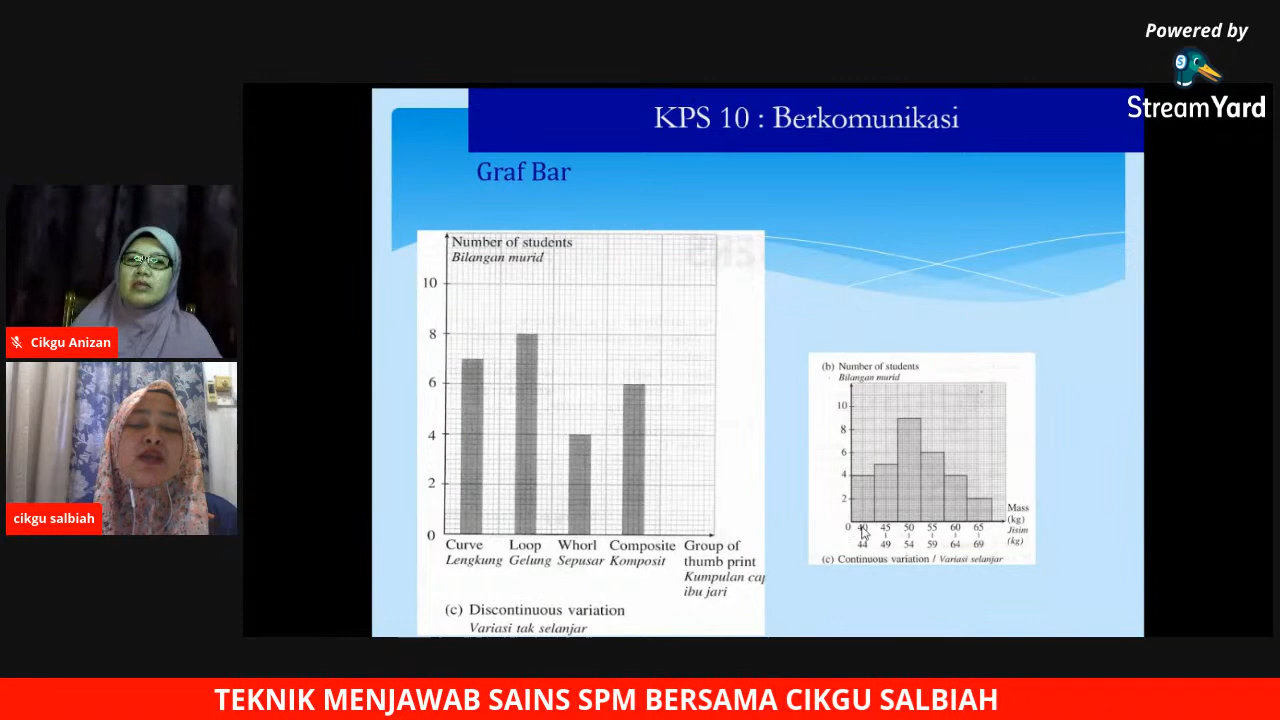 Powered by
StreamYard
KPS 10 : Berkomunikasi
Graf Bar
Number of students
Bilangan murid
10
8
6
4
2
0
Curve Loop Whorl Composite Group of
Lengkung Gelung Sepusar Komposit thumb print
Kumpulan cap
ibu jari
(c) Discontinuous variation
Variasi tak selanjar
(b) Number of students
Bilangan murid
10
8
6
4
2
0 40 45 50 55 60 65
44 49 54 59 64 69
Mass
(kg)
Jisim
(kg)
(c) Continuous variation / Variasi selanjar
Cikgu Anizan
cikgu salbiah
TEKNIK MENJAWAB SAINS SPM BERSAMA CIKGU SALBIAH